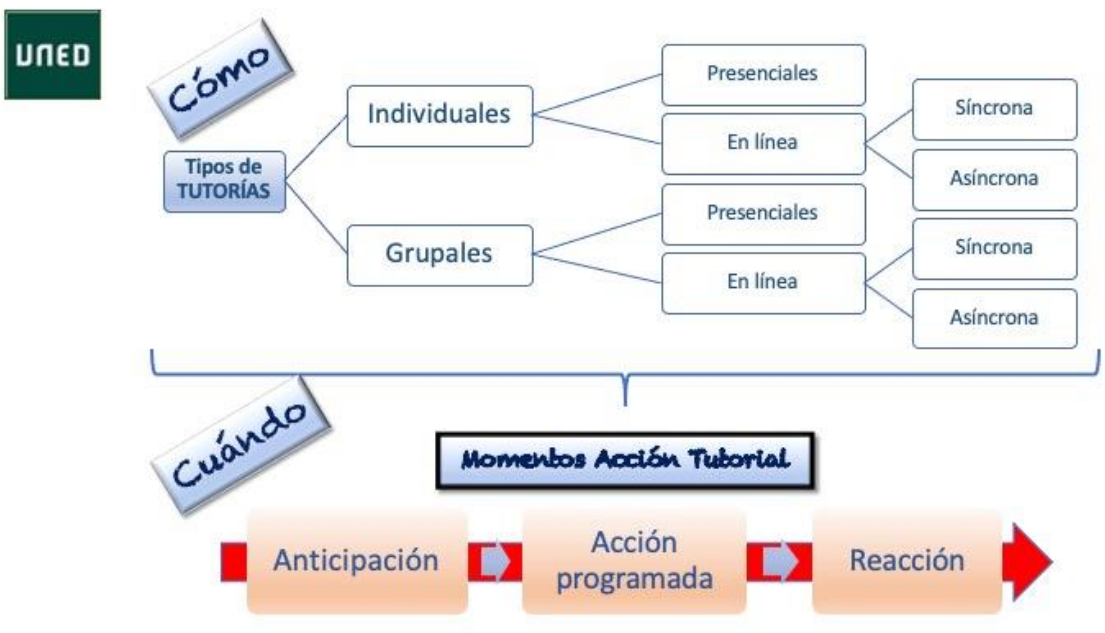 UNED
Cómo
Tipos de
TUTORÍAS
Individuales
Presenciales
En línea
Síncrona
Asíncrona
Grupales
Presenciales
En línea
Síncrona
Asíncrona
Cuándo
Momentos Acción Tutorial
Anticipación
Acción
programada
Reacción